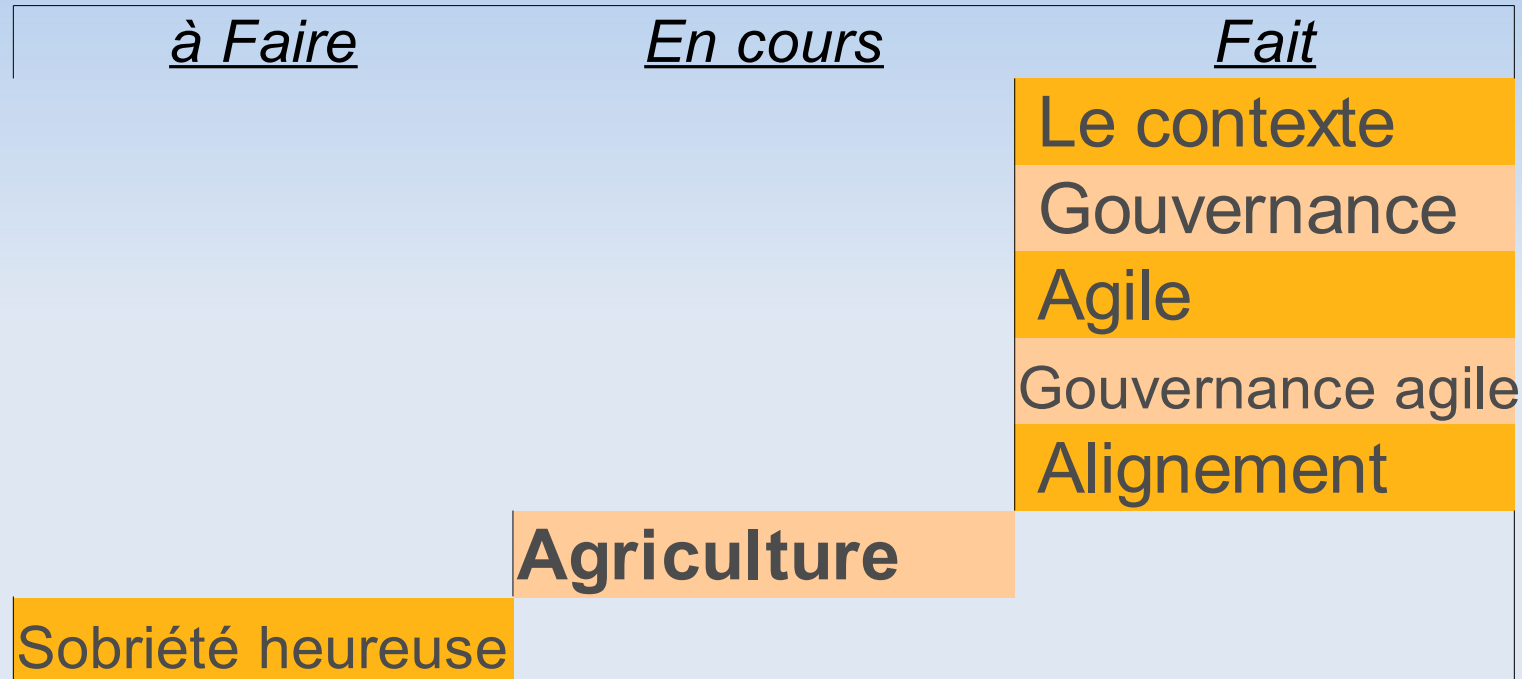 à Faire En cours Fait
Le contexte
Gouvernance
Agile
Gouvernance agile
Alignement
Agriculture
Sobriété heureuse